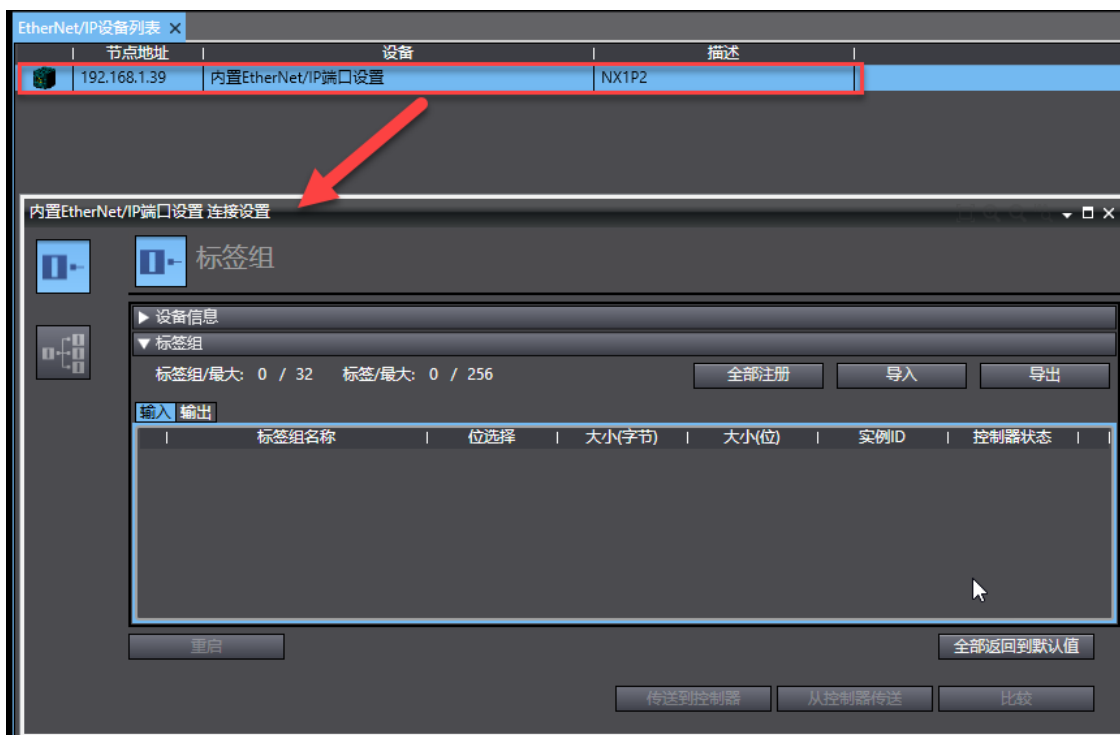 EtherNet/IP设备列表
节点地址 设备 描述
192.168.1.39 内置EtherNet/IP端口设置 NX1P2
内置EtherNet/IP端口设置 连接设置
标签组
设备信息
标签组
标签组/最大: 0 / 32 标签/最大: 0 / 256 全部注册 导入 导出
输入 输出
标签组名称 位选择 大小(字节) 大小(位) 实例ID 控制器状态
重启 全部返回到默认值
传送到控制器 从控制器传送 比较